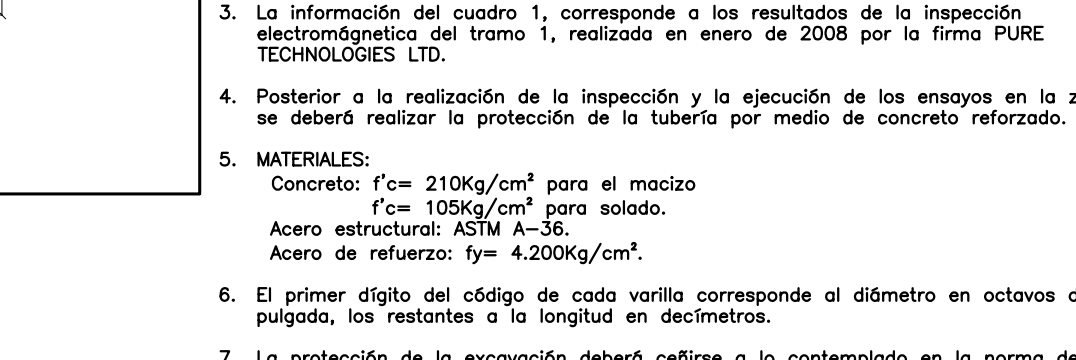 3. La información del cuadro 1, corresponde a los resultados de la inspección
electromágnetica del tramo 1, realizada en enero de 2008 por la firma PURE
TECHNOLOGIES LTD.
4. Posterior a la realización de la inspección y la ejecución de los ensayos en la
se deberá realizar la protección de la tubería por medio de concreto reforzado.
5. MATERIALES:
Concreto: f'c= 210Kg/cm² para el macizo
f'c= 105Kg/cm² para solado.
Acero estructural: ASTM A-36.
Acero de refuerzo: fy= 4.200Kg/cm².
6. El primer dígito del código de cada varilla corresponde al diámetro en octavos
pulgada, los restantes a la longitud en decímetros.
7. La protección de la excavación deberá ceñirse a lo contemplado en la norma de